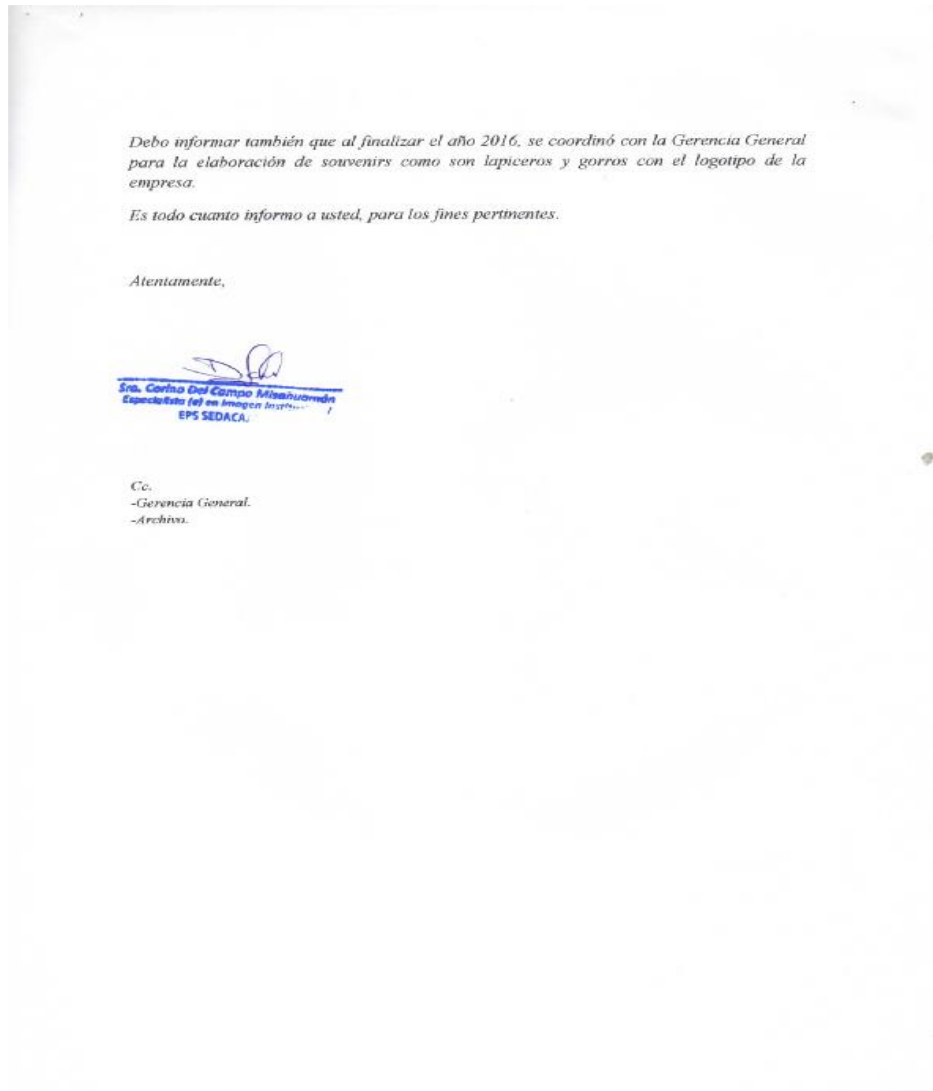 Debo informar también que al finalizar el año 2016, se coordinó con la Gerencia General
para la elaboración de souvenirs como son lapiceros y gorros con el logotipo de la
empresa.
Es todo cuanto informo a usted, para los fines pertinentes.
Atentamente,
Sra. Corina Del Campo Misahuamán
Especialista (e) en Imagen
EPS SEDACAJ
Cc.
-Gerencia General.
-Archivo.